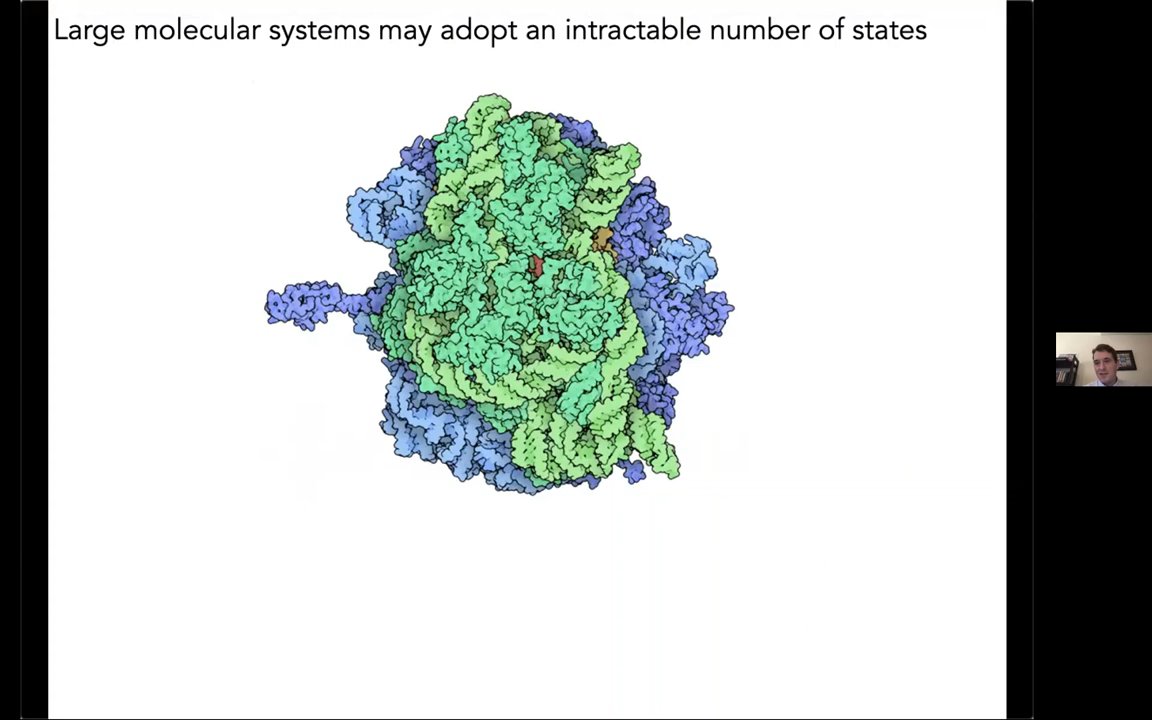 Large molecular systems may adopt an intractable number of states